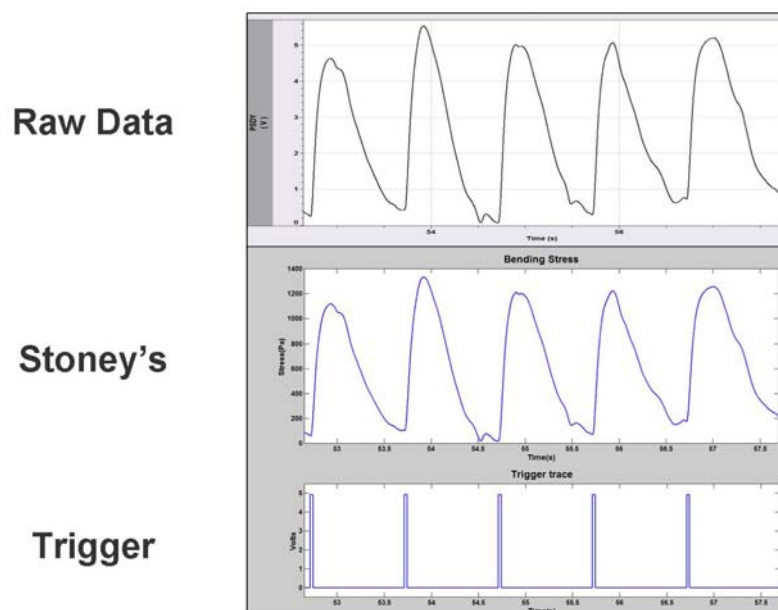 Raw Data
PSDY
(V)
5
4
3
2
1
0
54
56
Time (s)
Stoney's
Bending Stress
Stress(Pa)
1400
1200
1000
800
600
400
200
0
53 53.5 54 54.5 55 55.5 56 56.5 57 57.5
Time(s)
Trigger
Trigger trace
Volts
5
4
3
2
1
0
53 53.5 54 54.5 55 55.5 56 56.5 57 57.5
Time(s)